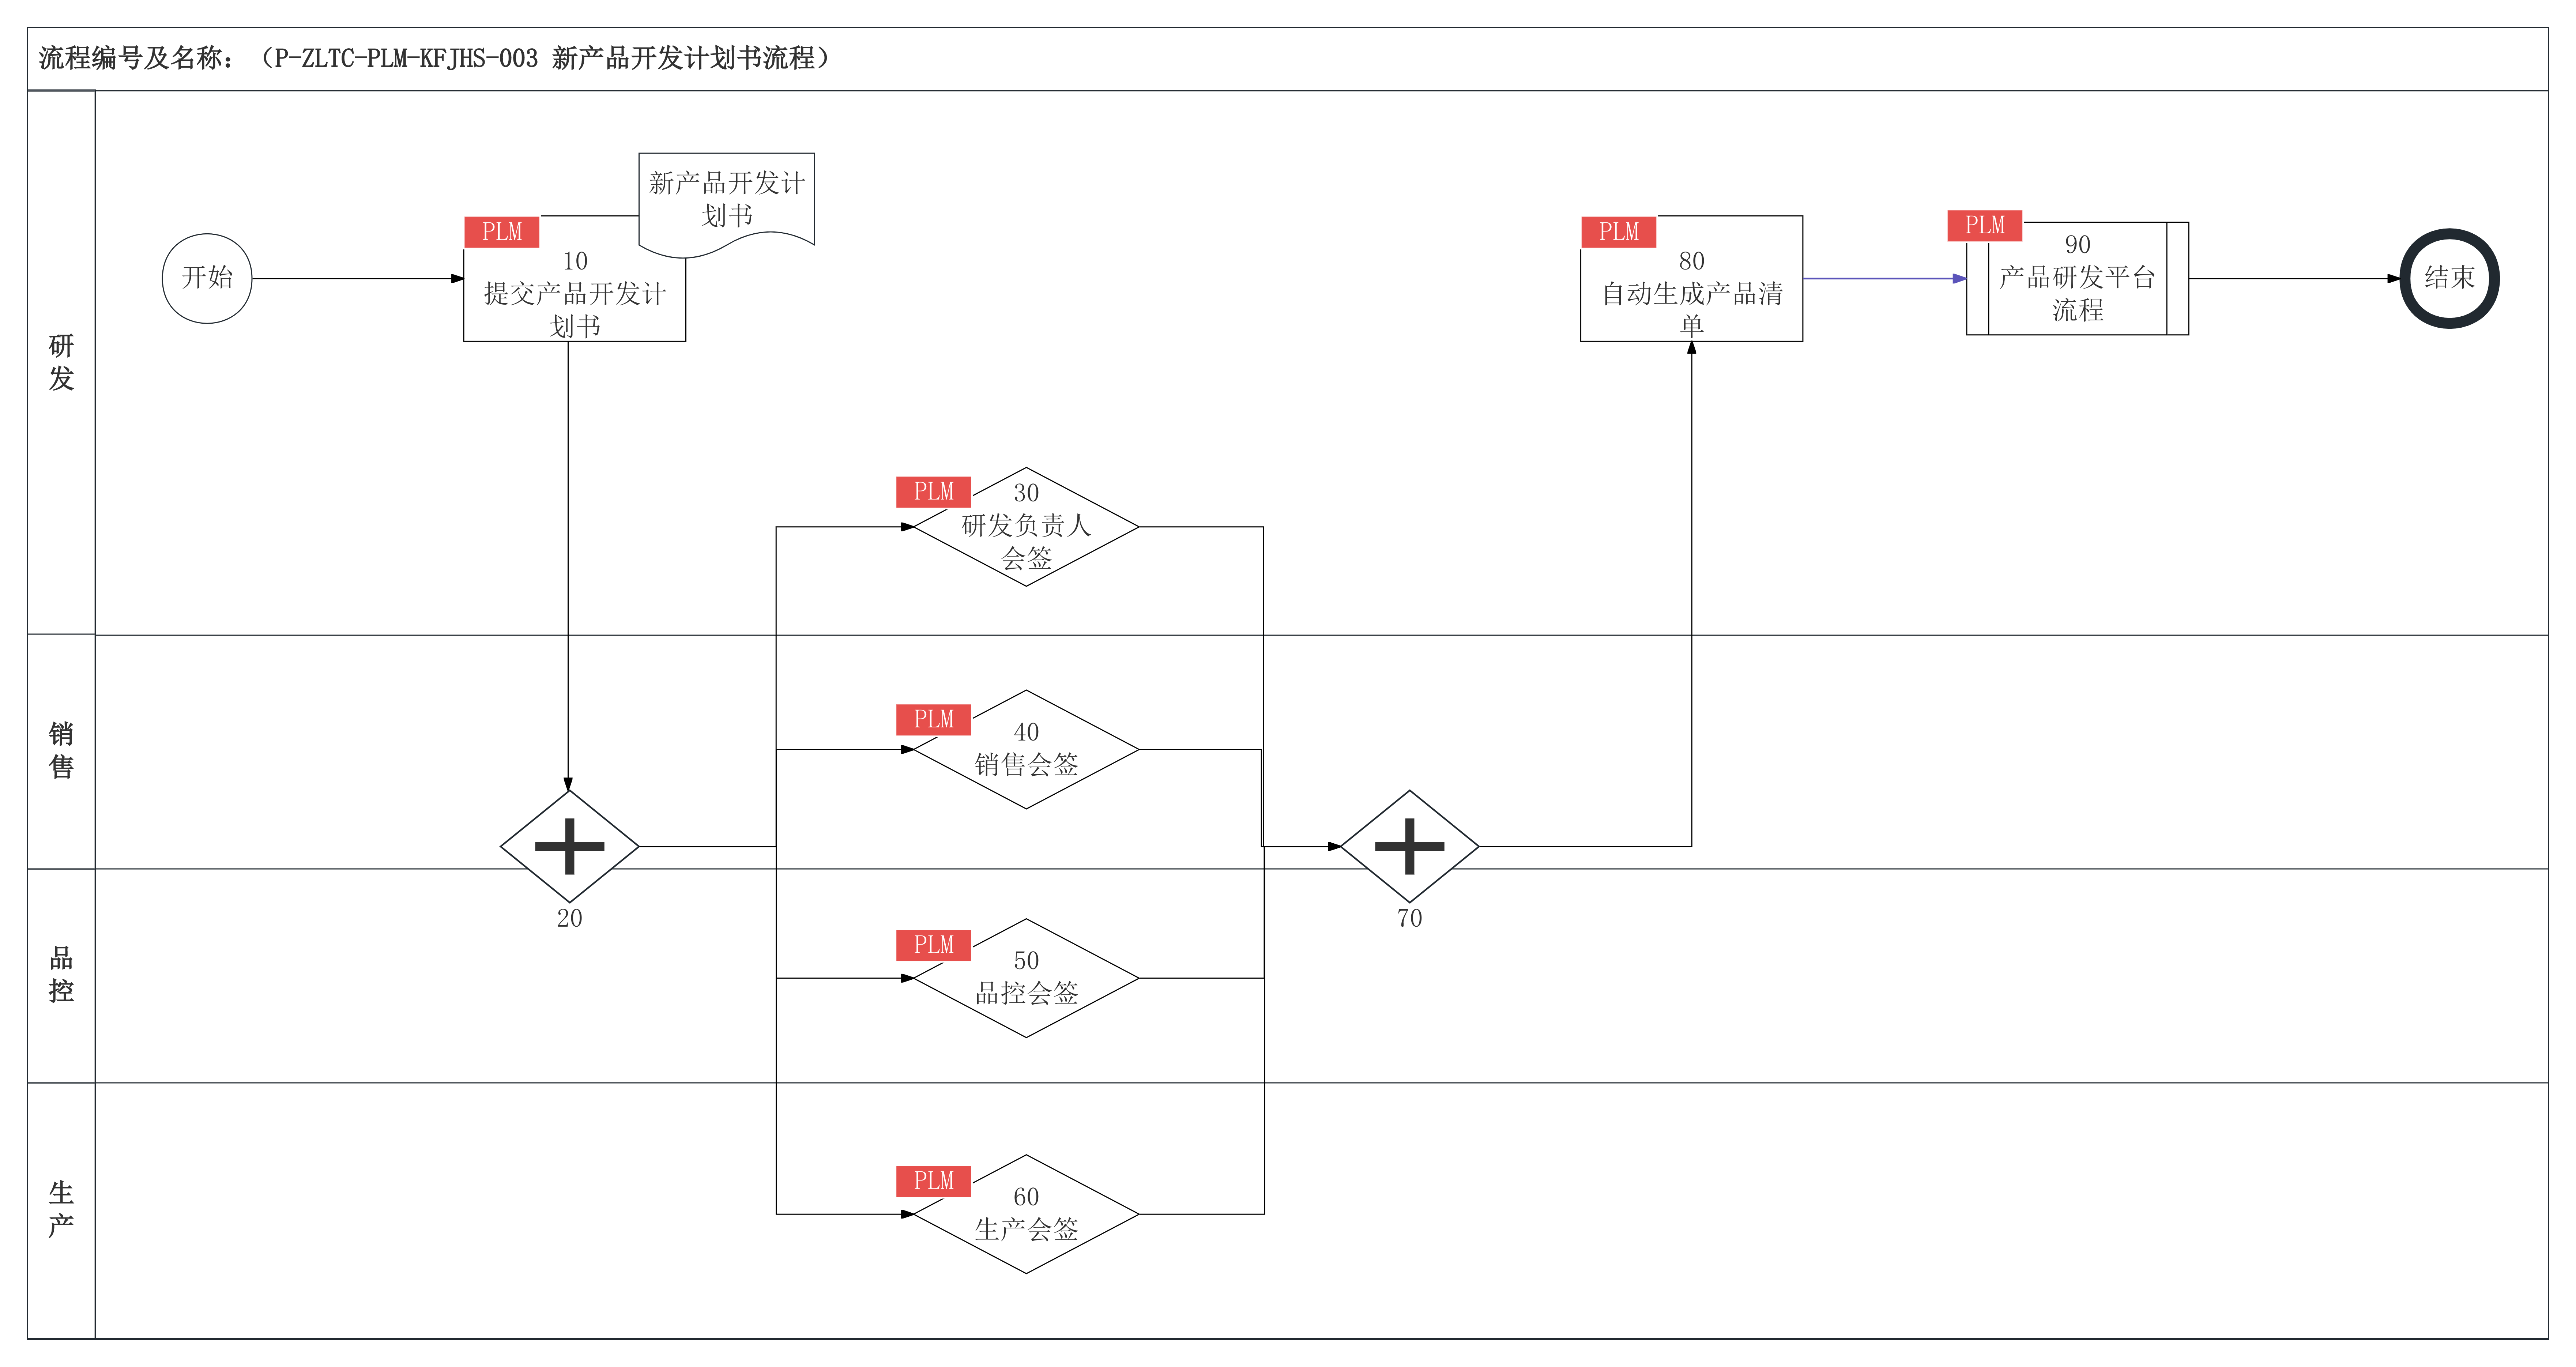 流程编号及名称：（P-ZLTC-PLM-KFJHS-003 新产品开发计划书流程）
研
发
开始
PLM
10
提交产品开发计
划书
新产品开发计
划书
PLM
80
自动生成产品清
单
PLM
90
产品研发平台
流程
结束
PLM
30
研发负责人
会签
销
售
PLM
40
销售会签
20
70
品
控
PLM
50
品控会签
生
产
PLM
60
生产会签